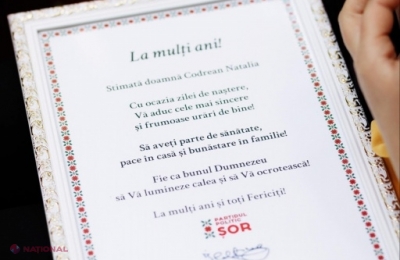 La mulți ani!
Stimată doamnă Codrean Natalia
Cu ocazia zilei de naștere,
Vă aduc cele mai sincere
și frumoase urări de bine!
Să aveți parte de sănătate,
pace în casă și bunăstare în familie!
Fie ca bunul Dumnezeu
să Vă lumineze calea și să Vă ocrotească!
La mulți ani și toți Fericiți!
PARTIDUL
POLITIC
ȘOR
NAȚIONAL